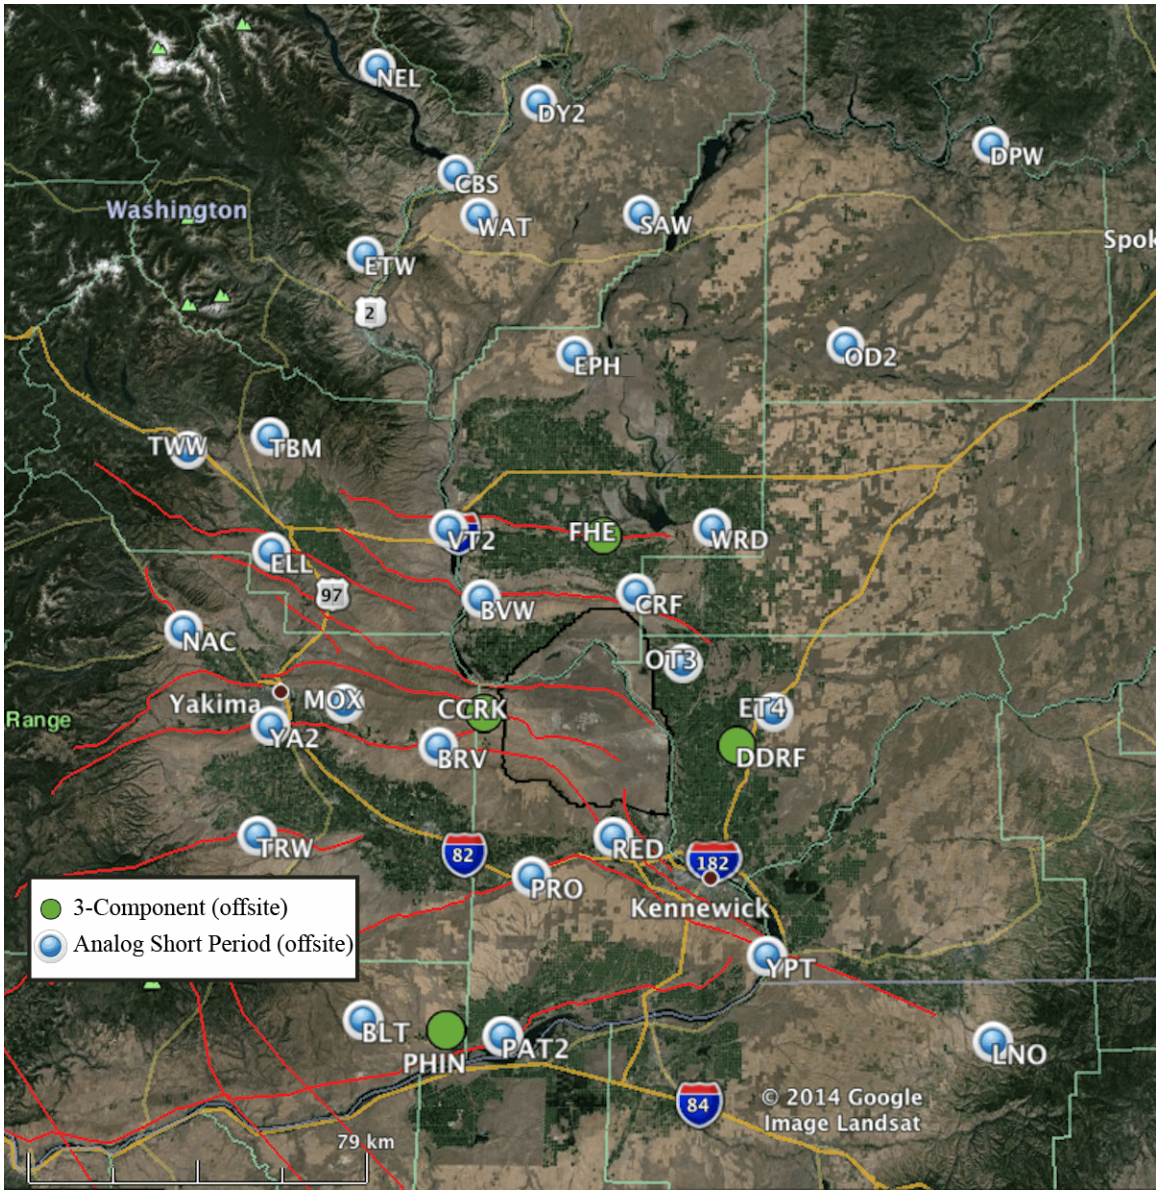 NEL
DY2
DPW
CBS
Washington
WAT
SAW
Spok
ETW
2
EPH
OD2
TWW
TBM
VT2
FHE
WRD
ELL
97
BVW
CRF
NAC
OT3
Yakima
MOX
CCRK
ET4
Range
YA2
BRV
DDRF
TRW
82
RED
182
PRO
3-Component (offsite)
Kennewick
Analog Short Period (offsite)
YPT
BLT
PAT2
LNO
PHIN
84
© 2014 Google
Image Landsat
79 km